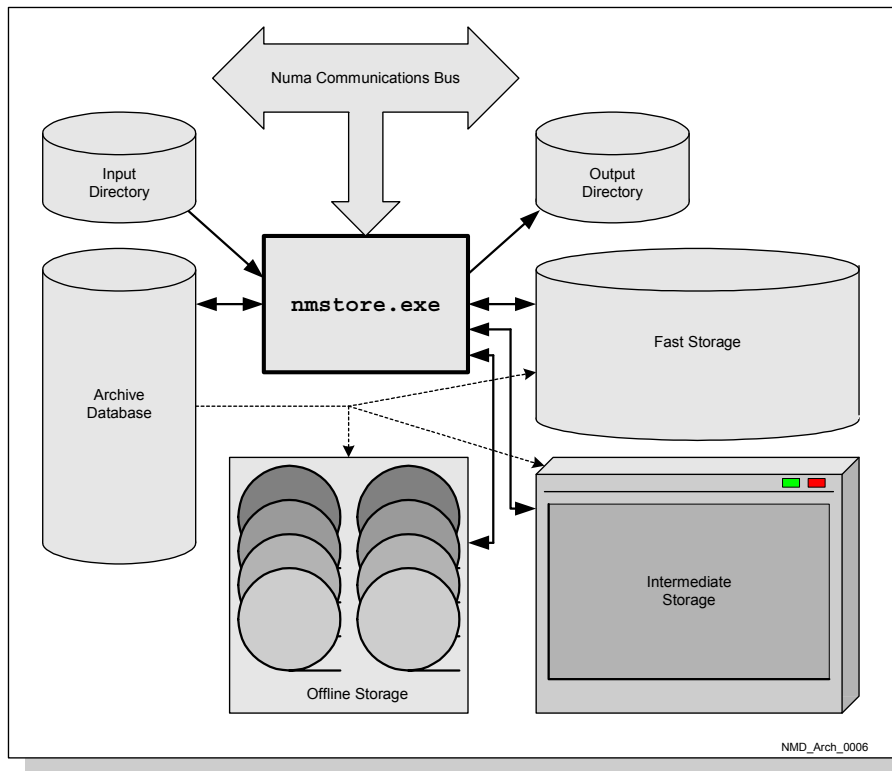 Numa Communications Bus
Input
Directory
Output
Directory
nmstore.exe
Fast Storage
Archive
Database
Intermediate
Storage
Offline Storage
NMD_Arch_0006